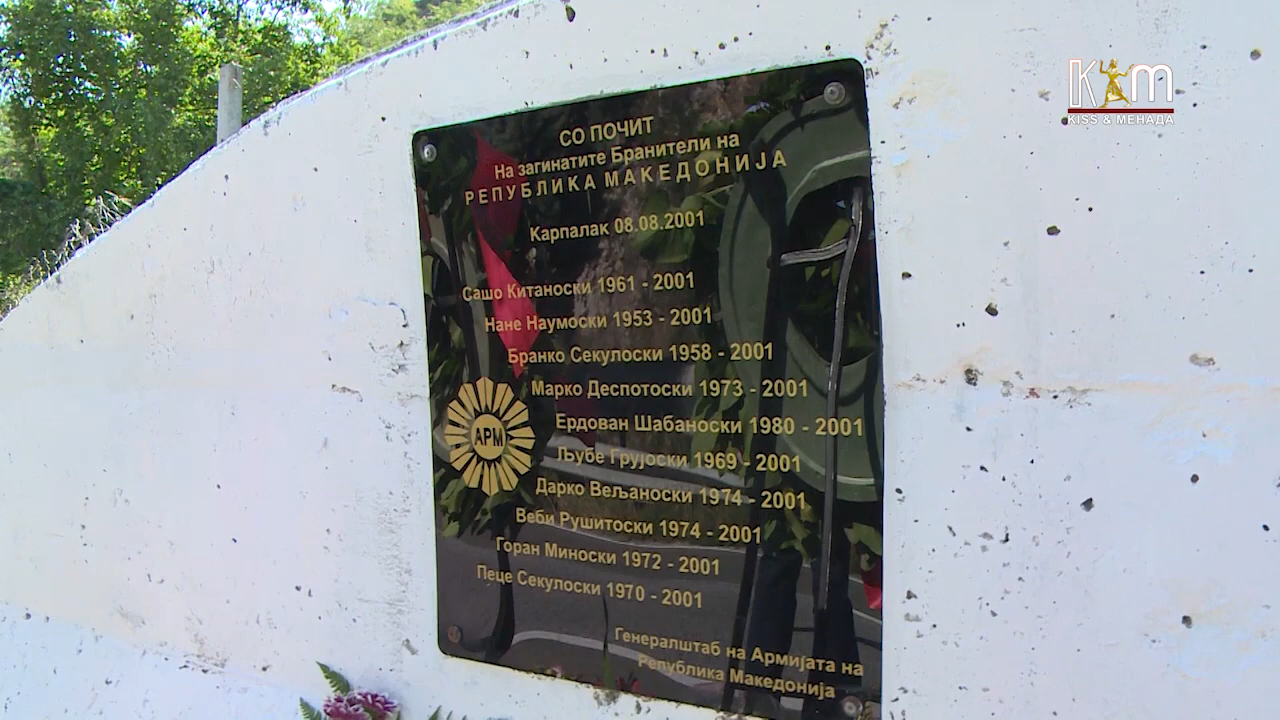 СО ПОЧИТ
На загинатите Бранители на
РЕПУБЛИКА МАКЕДОНИЈА
Карпалак 08.08.2001
Сашо Китаноски 1961 - 2001
Нане Наумоски 1953 - 2001
Бранко Секулоски 1958 - 2001
Марко Деспотоски 1973 - 2001
Ердован Шабаноски 1980 - 2001
Љубе Грујоски 1969 - 2001
Дарко Вељаноски 1974 - 2001
Веби Рушитоски 1974 - 2001
Горан Миноски 1972 - 2001
Пеце Секулоски 1970 - 2001
АРМ
Генералштаб на Армијата на
Република Македонија
K m
KISS & МЕНАДА